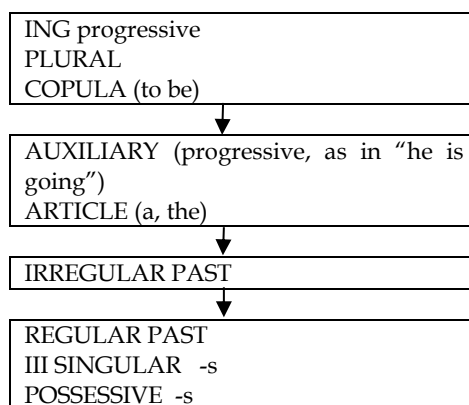 ING progressive
PLURAL
COPULA (to be)
AUXILIARY (progressive, as in “he is
going”)
ARTICLE (a, the)
IRREGULAR PAST
REGULAR PAST
III SINGULAR -s
POSSESSIVE -s